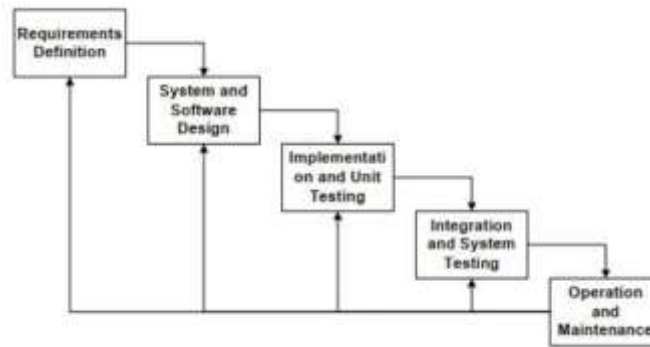 Requirements
Definition
System and
Software
Design
Implementati
on and Unit
Testing
Integration
and System
Testing
Operation
and
Maintenance